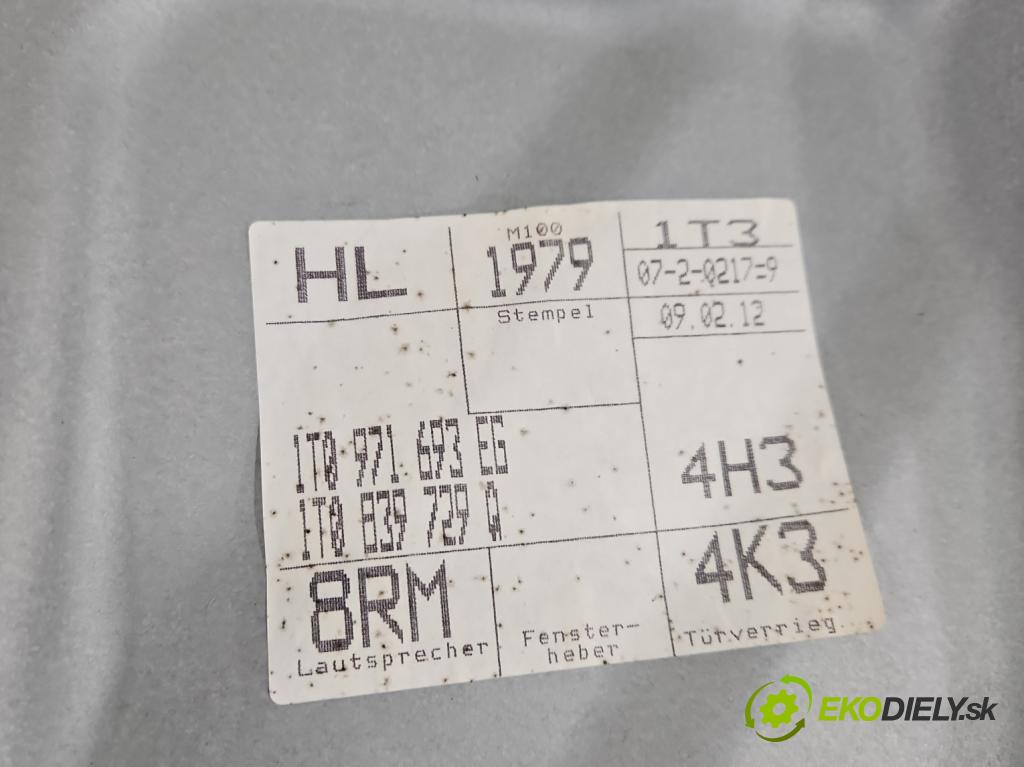 HL
M100
1979
Stempel
1T3
07-2-0217=9
09.02.12
1T0 971 693 EG
1T0 839 729 Q
4H3
8RM
Lautsprecher
Fenster-
heber
4K3
Türverrieg.
EKODIELY.sk